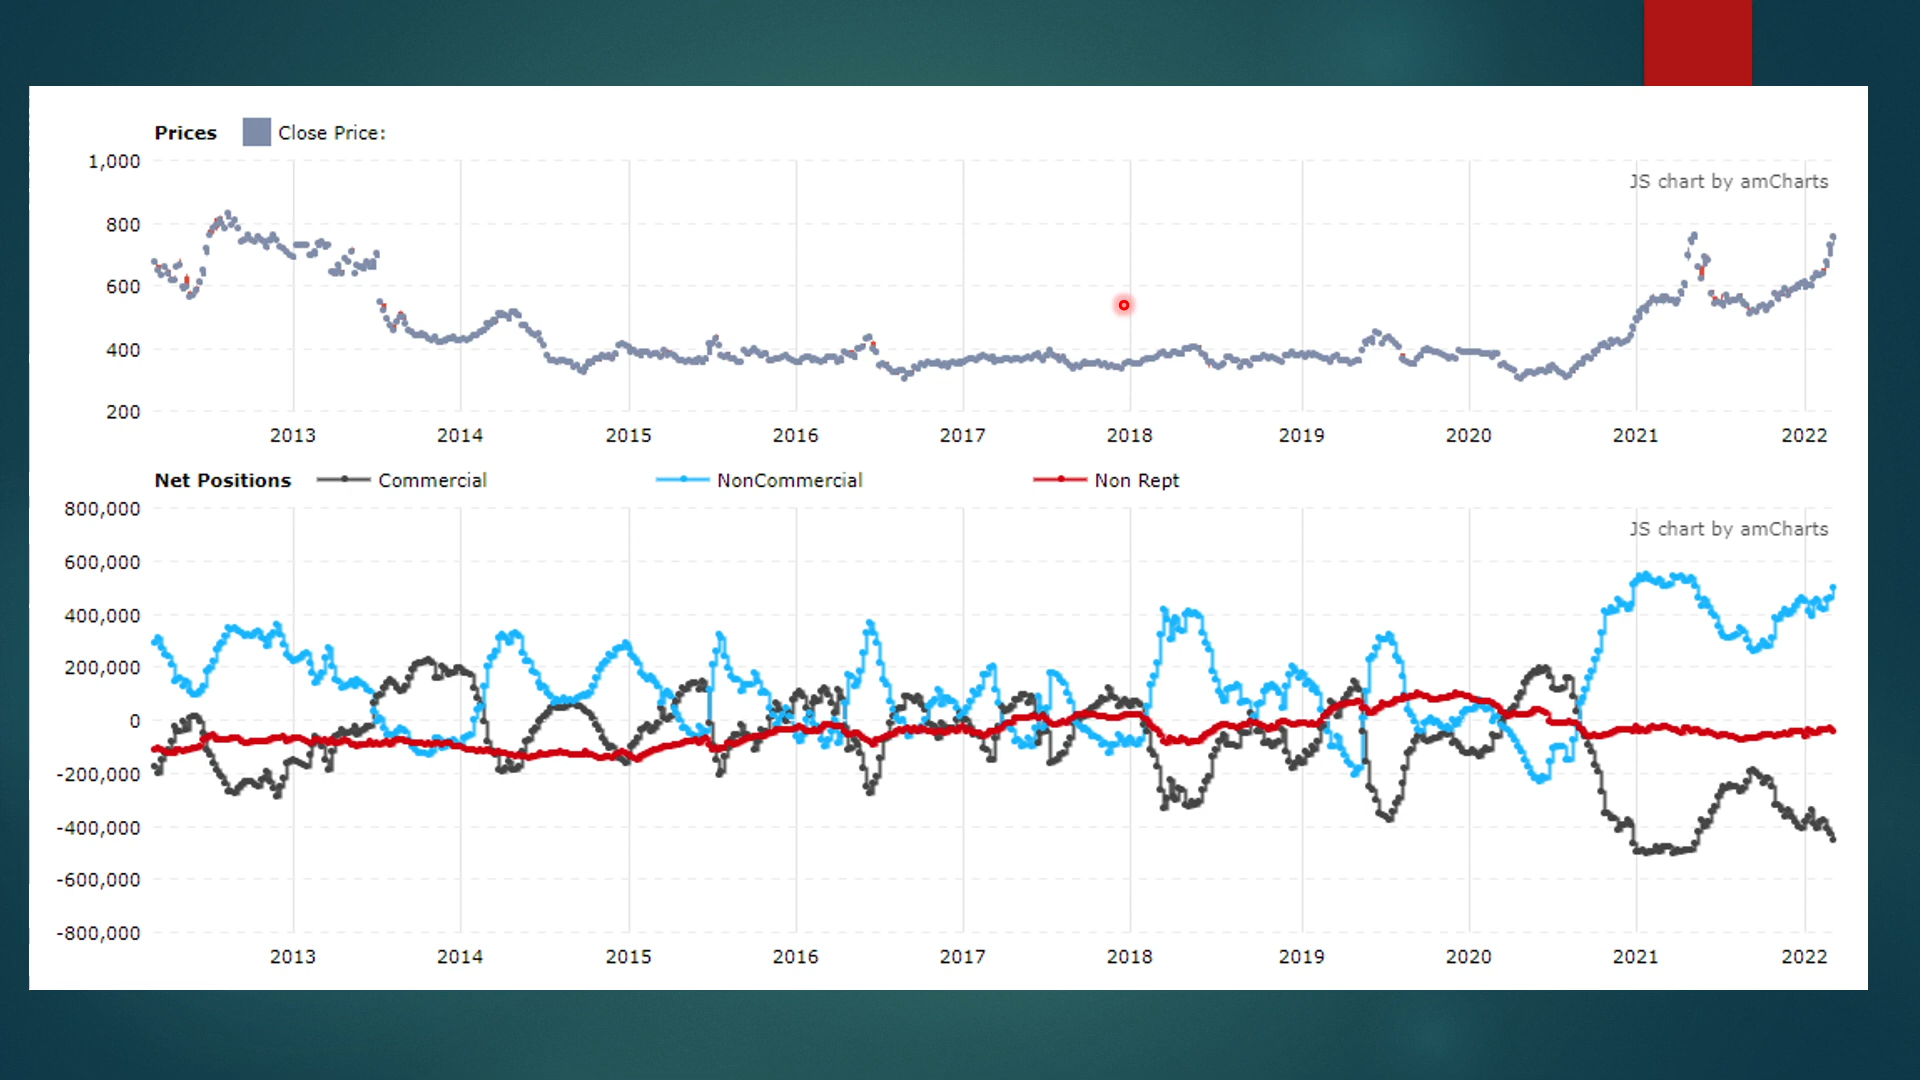 Prices Close Price:
1,000
JS chart by amCharts
800
600
400
200
2013 2014 2015 2016 2017 2018 2019 2020 2021 2022
Net Positions Commercial NonCommercial Non Rept
800,000
JS chart by amCharts
600,000
400,000
200,000
0
-200,000
-400,000
-600,000
-800,000
2013 2014 2015 2016 2017 2018 2019 2020 2021 2022